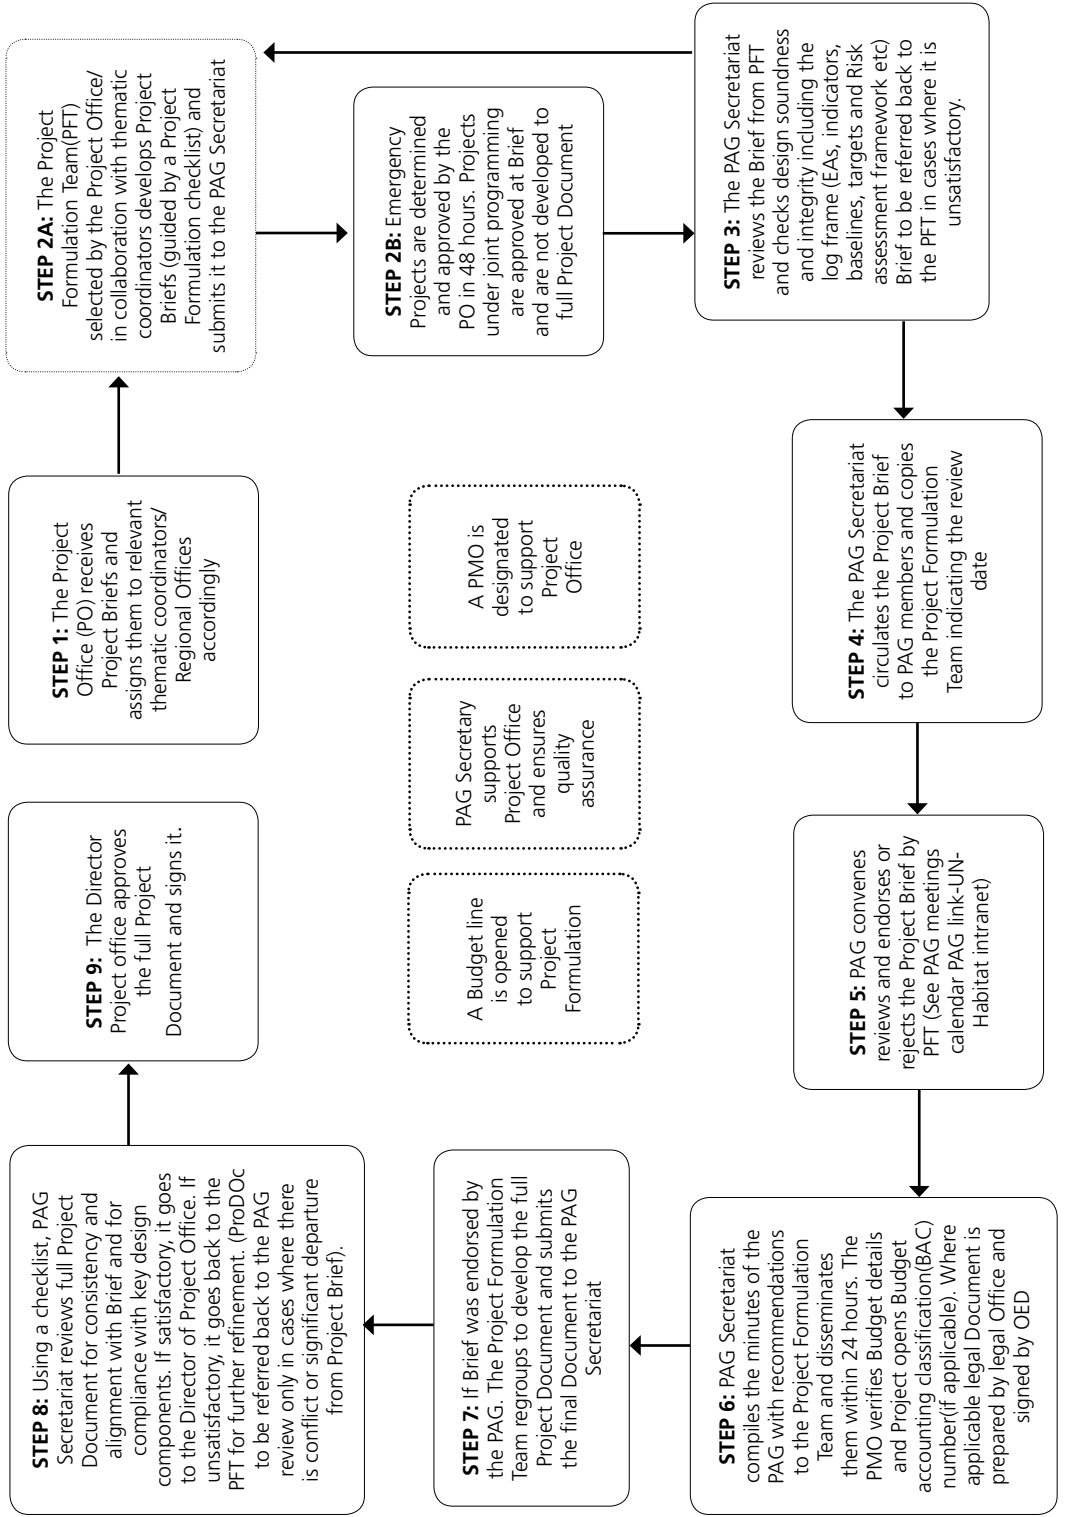 STEP 1: The Project
Office (PO) receives
Project Briefs and
assigns them to relevant
thematic coordinators/
Regional Offices
accordingly
STEP 2A: The Project
Formulation Team(PFT)
selected by the Project Office/
in collaboration with thematic
coordinators develops Project
Briefs (guided by a Project
Formulation checklist) and
submits it to the PAG Secretariat
STEP 2B: Emergency
Projects are determined
and approved by the
PO in 48 hours. Projects
under joint programming
are approved at Brief
and are not developed to
full Project Document
STEP 3: The PAG Secretariat
reviews the Brief from PFT
and checks design soundness
and integrity including the
log frame (EAs, indicators,
baselines, targets and Risk
assessment framework etc)
Brief to be referred back to
the PFT in cases where it is
unsatisfactory.
STEP 4: The PAG Secretariat
circulates the Project Brief
to PAG members and copies
the Project Formulation
Team indicating the review
date
STEP 5: PAG convenes
reviews and endorses or
rejects the Project Brief by
PFT (See PAG meetings
calendar PAG link-UN-
Habitat intranet)
STEP 6: PAG Secretariat
compiles the minutes of the
PAG with recommendations
to the Project Formulation
Team and disseminates
them within 24 hours. The
PMO verifies Budget details
and Project opens Budget
accounting classification(BAC)
number(if applicable). Where
applicable legal Document is
prepared by legal Office and
signed by OED
STEP 7: If Brief was endorsed by
the PAG. The Project Formulation
Team regroups to develop the full
Project Document and submits
the final Document to the PAG
Secretariat
STEP 8: Using a checklist, PAG
Secretariat reviews full Project
Document for consistency and
alignment with Brief and for
compliance with key design
components. If satisfactory, it goes
to the Director of Project Office. If
unsatisfactory, it goes back to the
PFT for further refinement. (ProDOc
to be referred back to the PAG
review only in cases where there
is conflict or significant departure
from Project Brief).
STEP 9: The Director
Project office approves
the full Project
Document and signs it.
A Budget line
is opened
to support
Project
Formulation
PAG Secretary
supports
Project Office
and ensures
quality
assurance
A PMO is
designated
to support
Project
Office